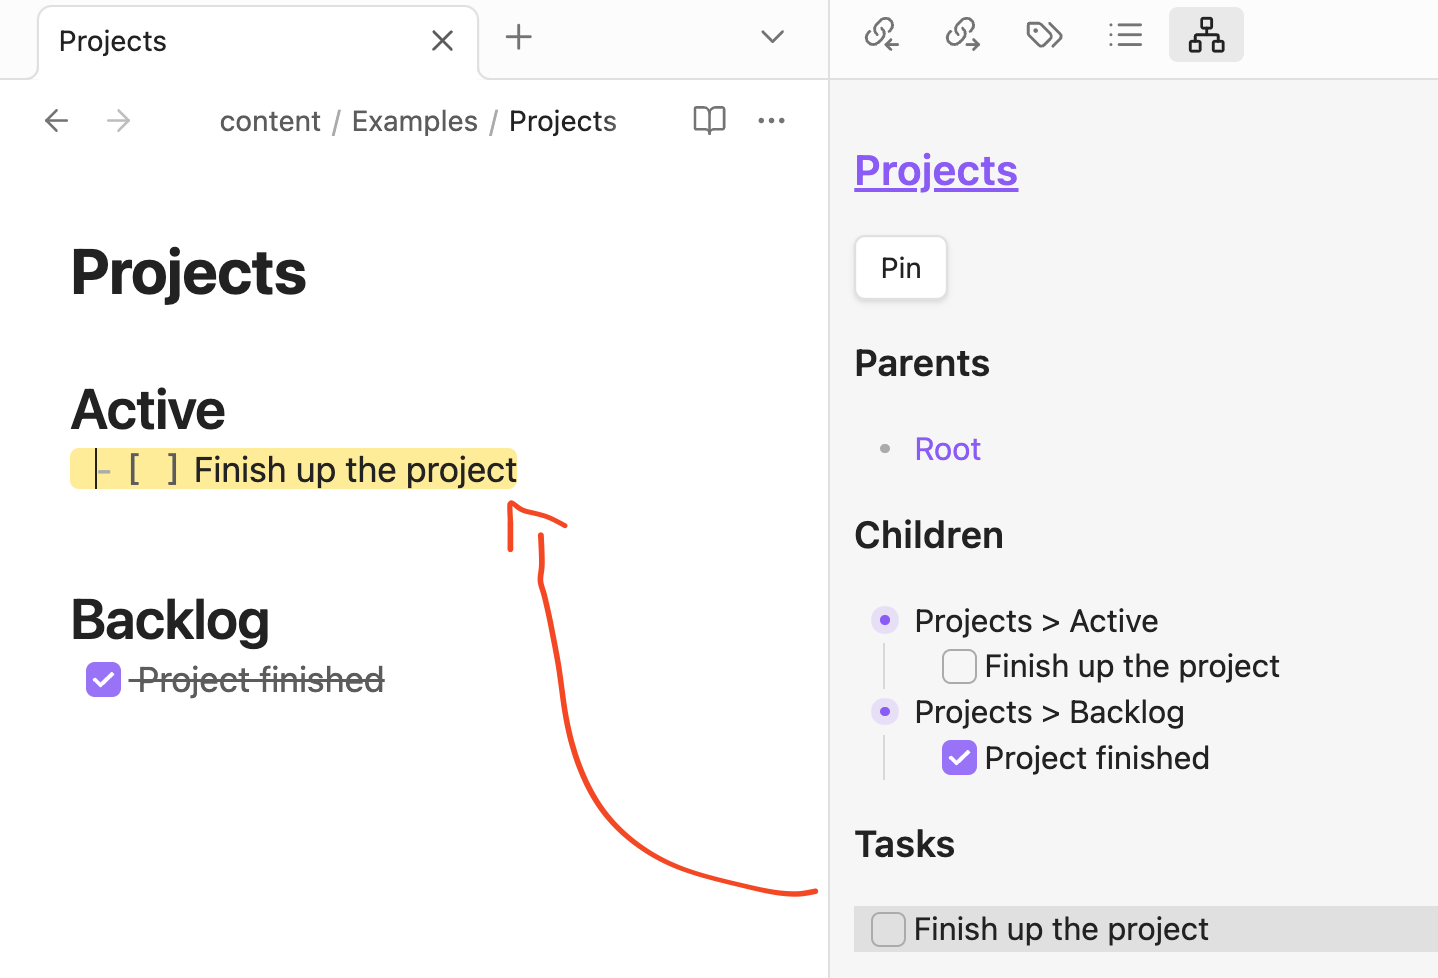 Projects
content / Examples / Projects
Projects
Active
- [ ] Finish up the project
Backlog
Project finished
Projects
Pin
Parents
Root
Children
Projects > Active
Finish up the project
Projects > Backlog
Project finished
Tasks
Finish up the project